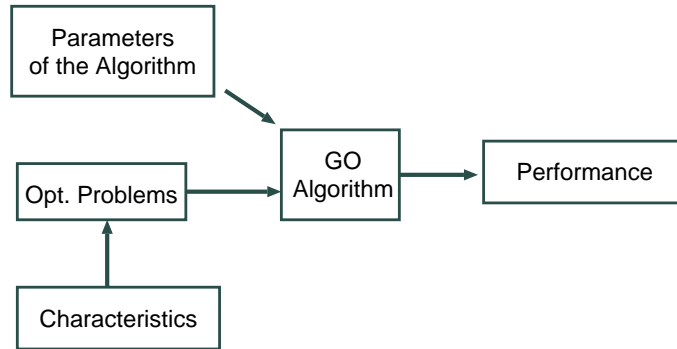 Parameters
of the Algorithm
GO
Algorithm
Performance
Opt. Problems
Characteristics